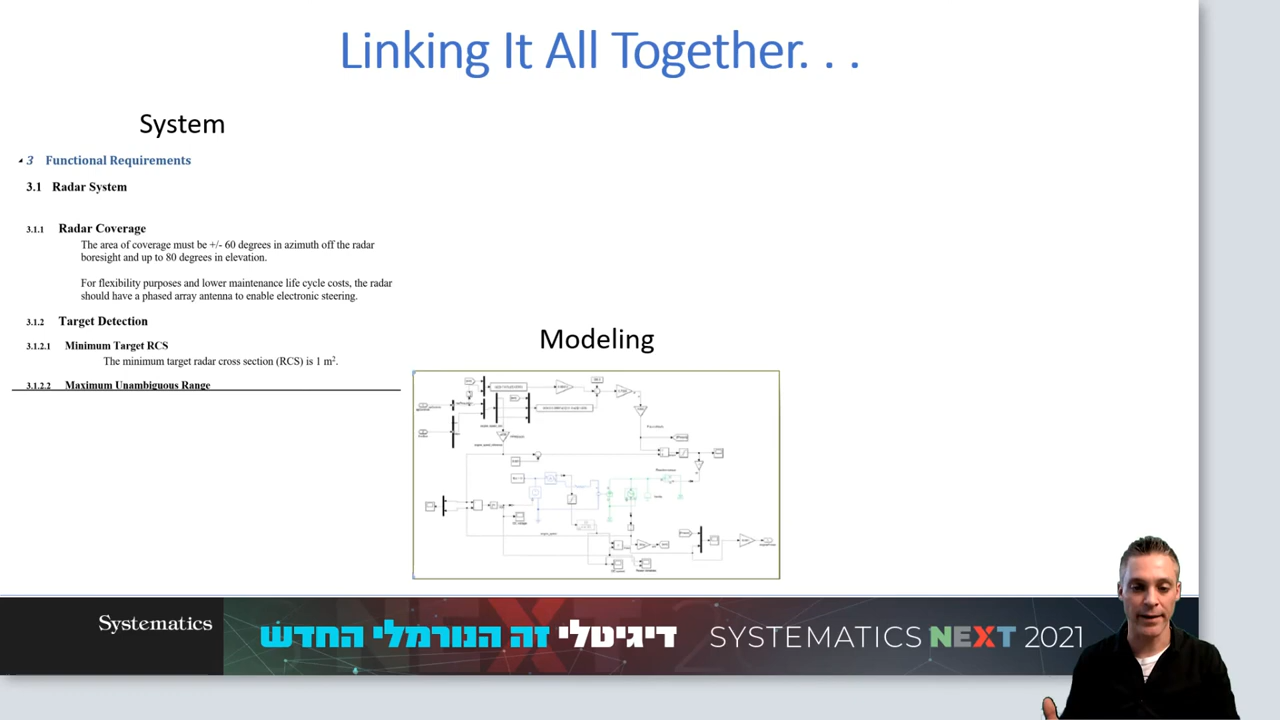 Linking It All Together. . .
System
3 Functional Requirements
3.1 Radar System
3.1.1 Radar Coverage
The area of coverage must be +/- 60 degrees in azimuth off the radar
boresight and up to 80 degrees in elevation.
For flexibility purposes and lower maintenance life cycle costs, the radar
should have a phased array antenna to enable electronic steering.
3.1.2 Target Detection
3.1.2.1 Minimum Target RCS
The minimum target radar cross section (RCS) is 1 m².
3.1.2.2 Maximum Unambiguous Range
Modeling
Systematics
דיגיטלי זה הנורמלי החדש
SYSTEMATICS NEXT 2021